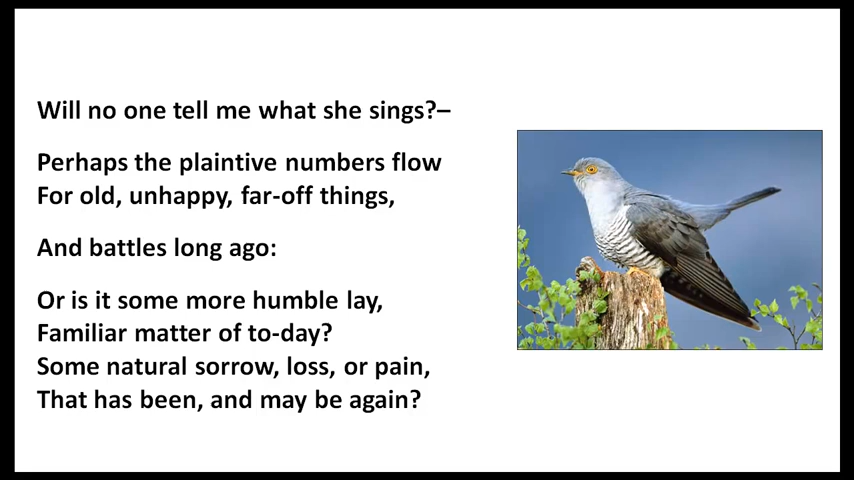 Will no one tell me what she sings?–
Perhaps the plaintive numbers flow
For old, unhappy, far-off things,
And battles long ago:
Or is it some more humble lay,
Familiar matter of to-day?
Some natural sorrow, loss, or pain,
That has been, and may be again?